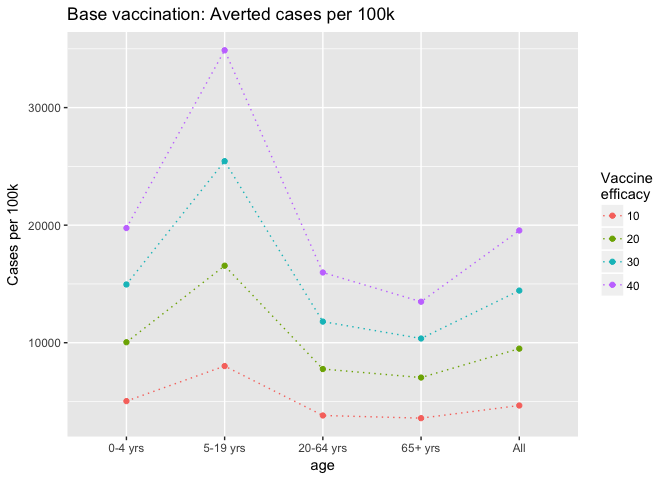 Base vaccination: Averted cases per 100k
Cases per 100k
30000
20000
10000
0-4 yrs
5-19 yrs
20-64 yrs
65+ yrs
All
age
Vaccine
efficacy
10
20
30
40